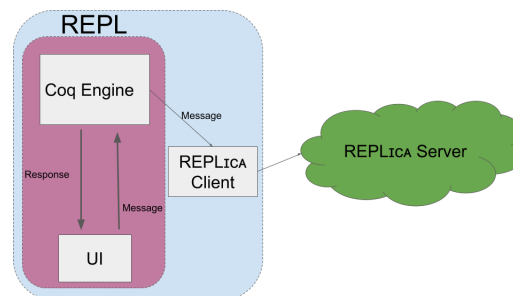 REPL
Coq Engine
Message
REPLICA Server
REPLICA
Client
Response
Message
UI